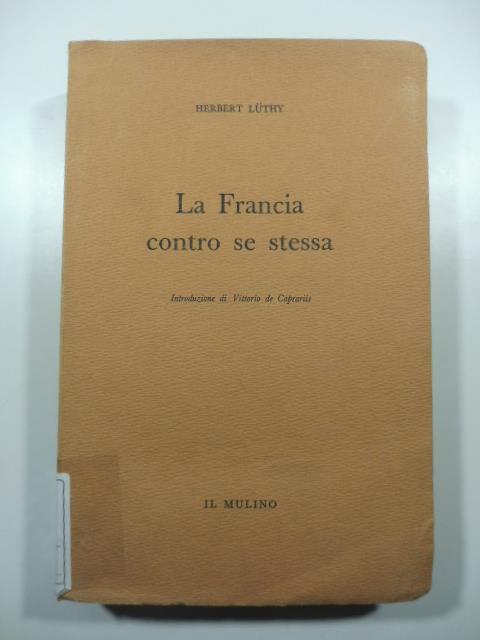 HERBERT LÜTHY
La Francia
contro se stessa
Introduzione di Vittorio de Caprariis
IL MULINO